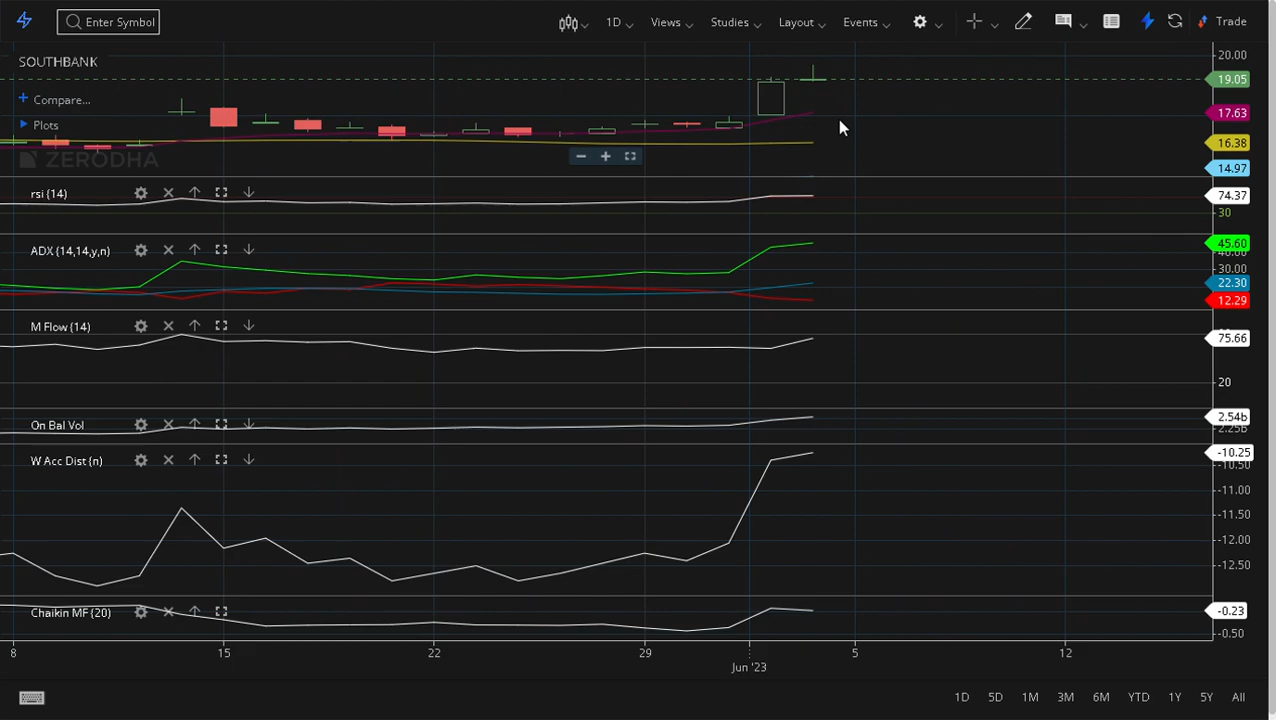 Enter Symbol 1D Views Studies Layout Events Trade
SOUTHBANK
20.00
19.05
Compare...
17.63
Plots
16.38
ZERODHA
14.97
rsi (14)
74.37
30
ADX (14,14,y,n)
45.60
40.00
30.00
22.30
12.29
M Flow (14)
75.66
20
On Bal Vol
2.54b
2.25b
W Acc Dist (n)
-10.25
-10.50
-11.00
-11.50
-12.00
-12.50
Chaikin MF (20)
-0.23
-0.50
8 15 22 29 5 12
Jun '23
1D 5D 1M 3M 6M YTD 1Y 5Y All